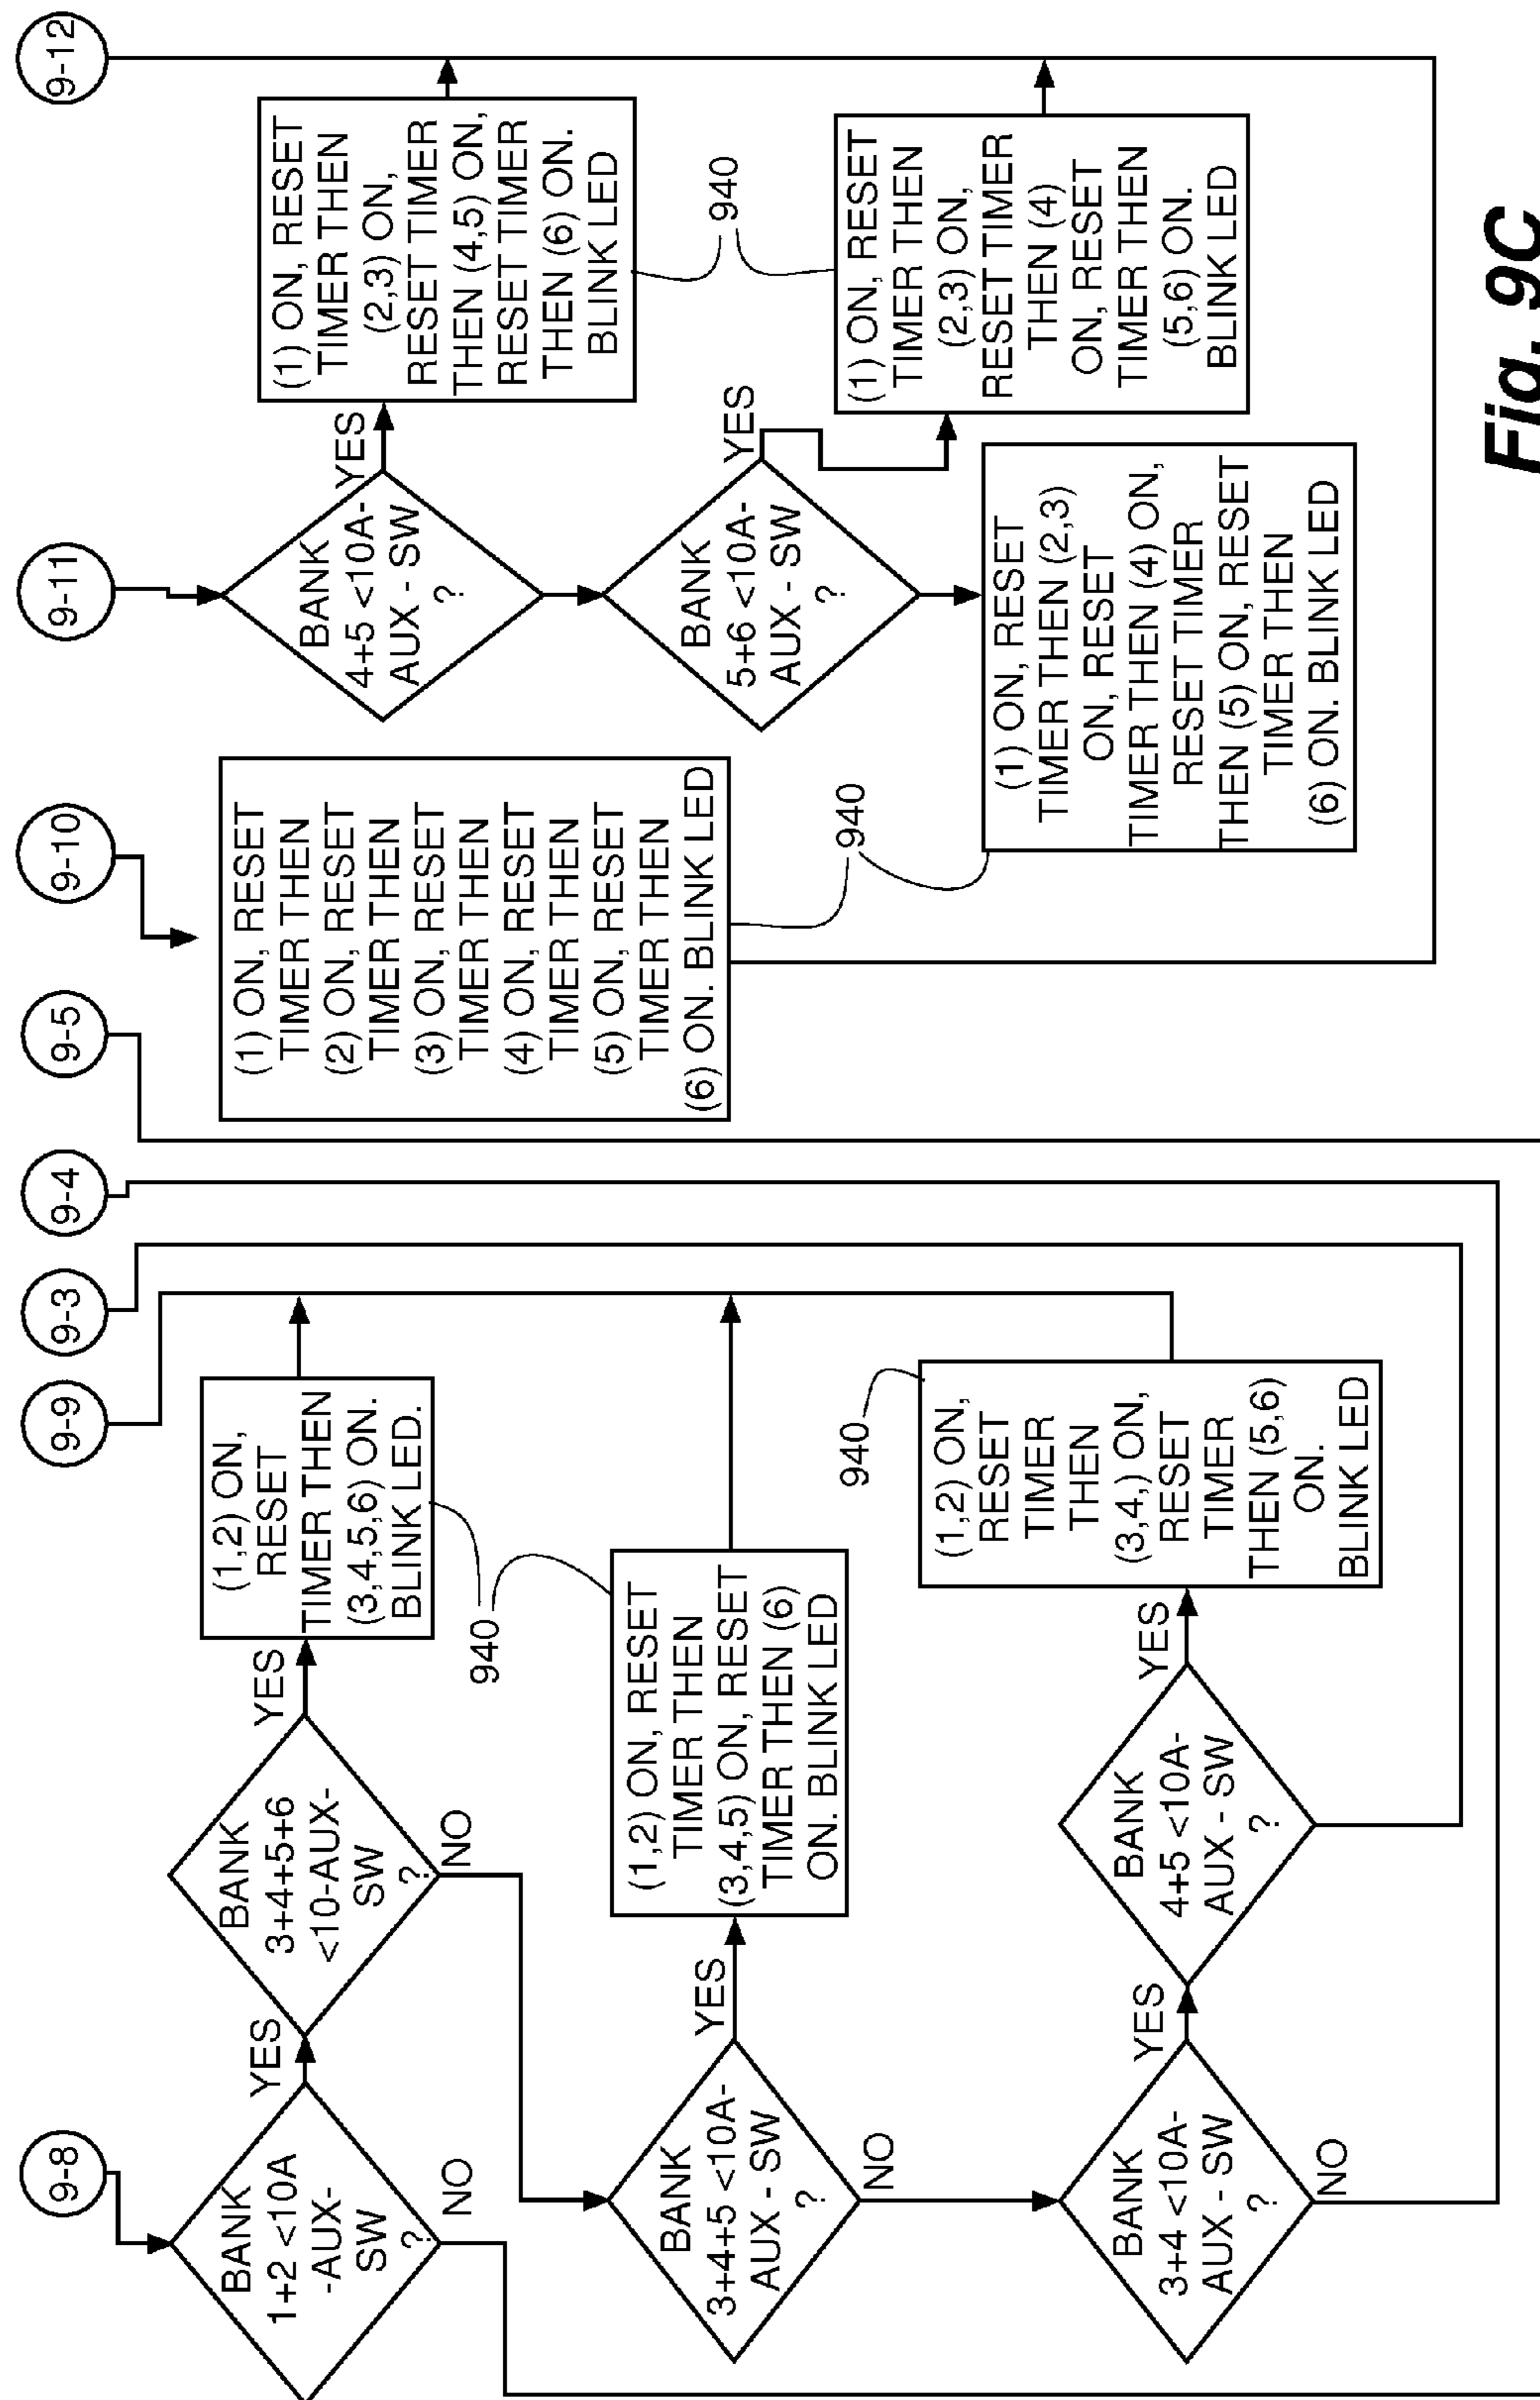 9-8
9-9
9-3
9-4
9-5
9-10
9-11
9-12
BANK
1+2 <10A
-AUX-
SW
?
YES
NO
BANK
3+4+5+6
<10-AUX-
SW
?
YES
NO
(1,2) ON,
RESET
TIMER THEN
(3,4,5,6) ON.
BLINK LED.
940
BANK
3+4+5 <10A-
AUX - SW
?
YES
NO
(1,2) ON, RESET
TIMER THEN
(3,4,5) ON, RESET
TIMER THEN (6)
ON. BLINK LED
BANK
3+4 <10A-
AUX - SW
?
YES
NO
BANK
4+5 <10A-
AUX - SW
?
YES
940
(1,2) ON,
RESET
TIMER
THEN
(3,4,) ON,
RESET
TIMER
THEN (5,6)
ON.
BLINK LED
(1) ON, RESET
TIMER THEN
(2) ON, RESET
TIMER THEN
(3) ON, RESET
TIMER THEN
(4) ON, RESET
TIMER THEN
(5) ON, RESET
TIMER THEN
(6) ON. BLINK LED
940
BANK
4+5 <10A-
AUX - SW
?
YES
(1) ON, RESET
TIMER THEN
(2,3) ON,
RESET TIMER
THEN (4,5) ON,
RESET TIMER
THEN (6) ON.
BLINK LED
940
BANK
5+6 <10A-
AUX - SW
?
YES
(1) ON, RESET
TIMER THEN
(2,3) ON,
RESET TIMER
THEN (4)
ON, RESET
TIMER THEN
(5,6) ON.
BLINK LED
(1) ON, RESET
TIMER THEN (2,3)
ON, RESET
TIMER THEN (4) ON,
RESET TIMER
THEN (5) ON, RESET
TIMER THEN
(6) ON. BLINK LED
Fig. 9C